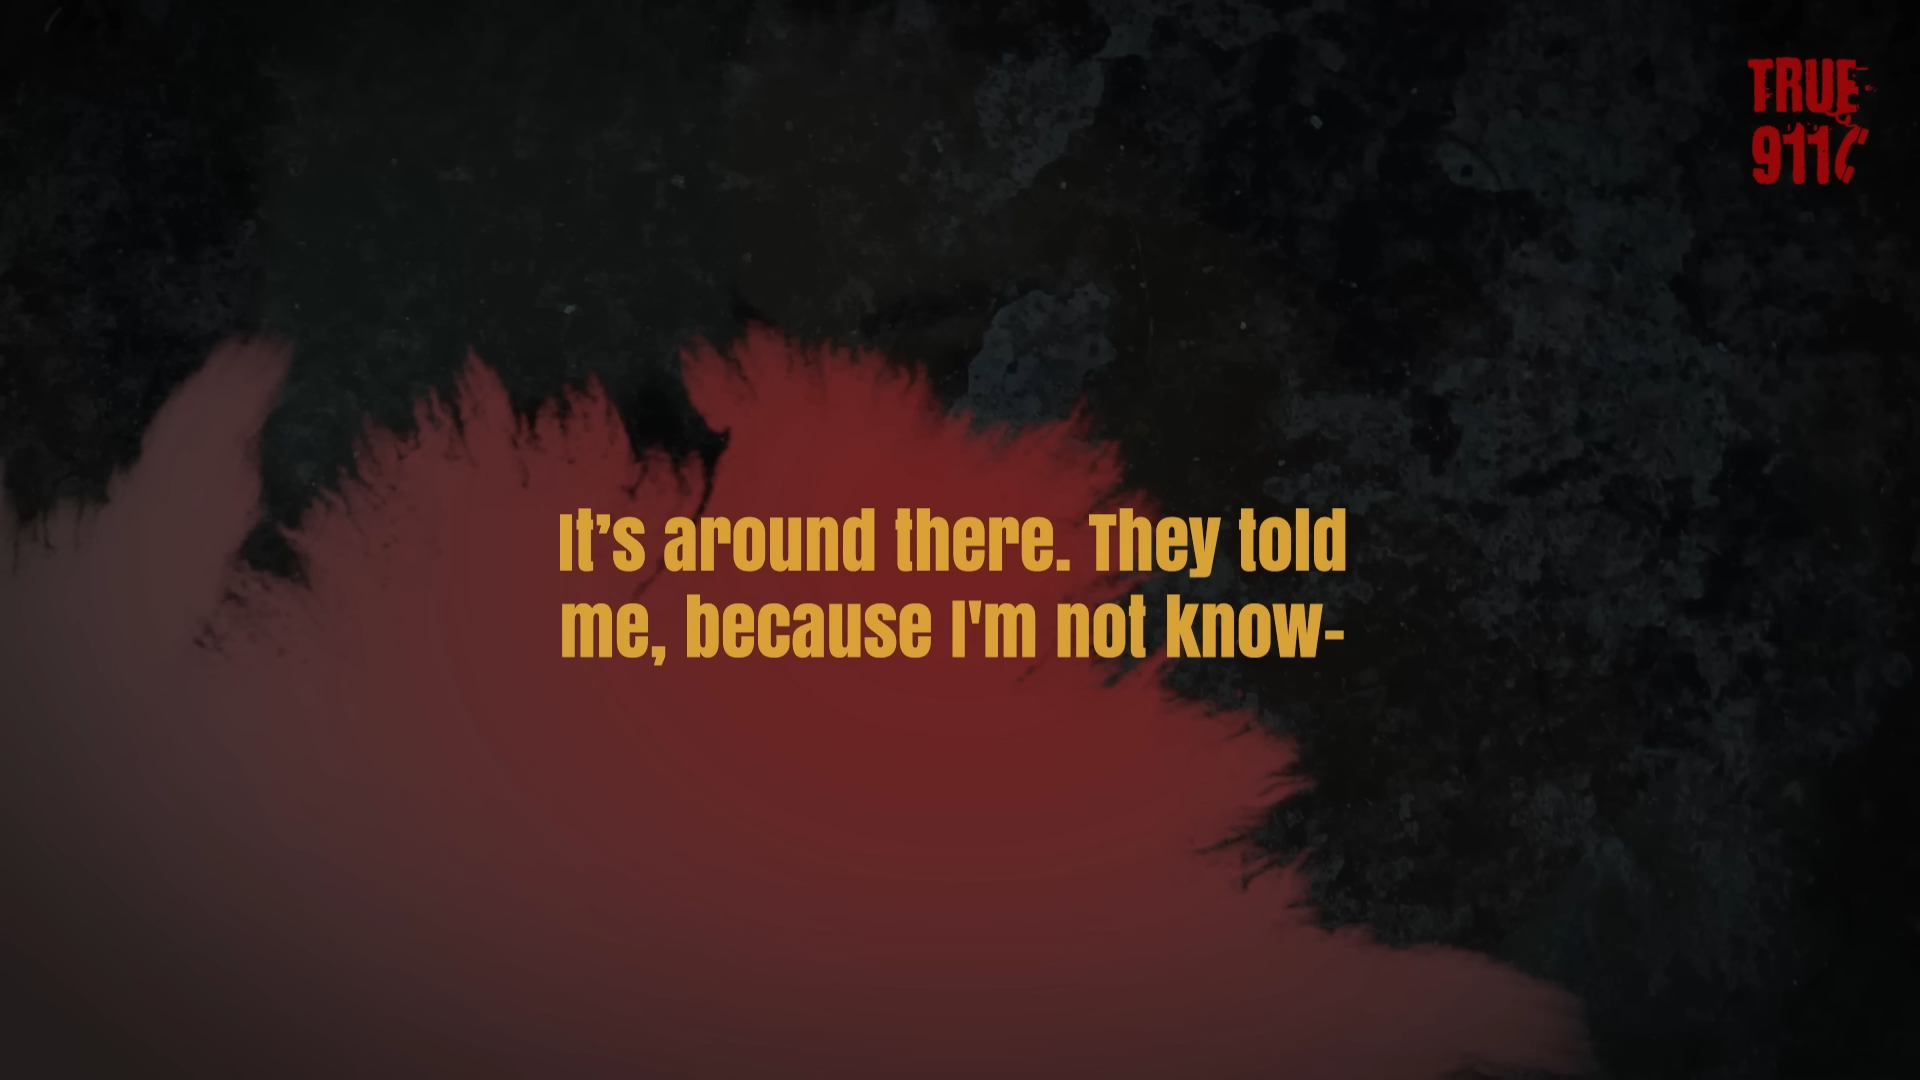 TRUE
911
It’s around there. They told
me, because I'm not know-